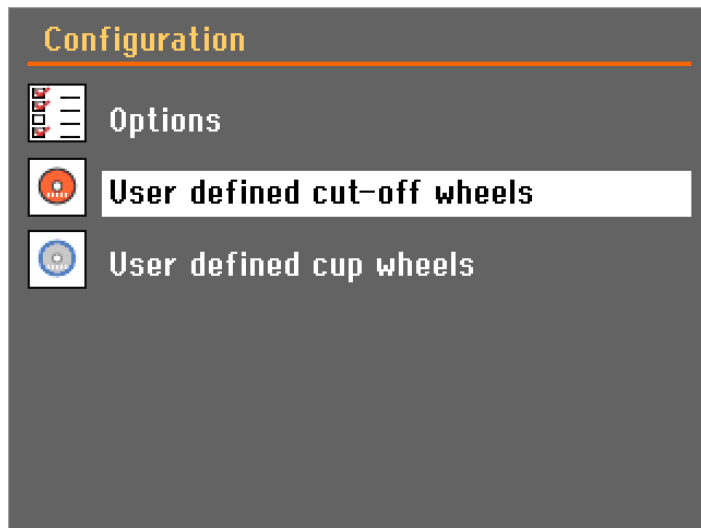 Configuration
Options
User defined cut-off wheels
User defined cup wheels